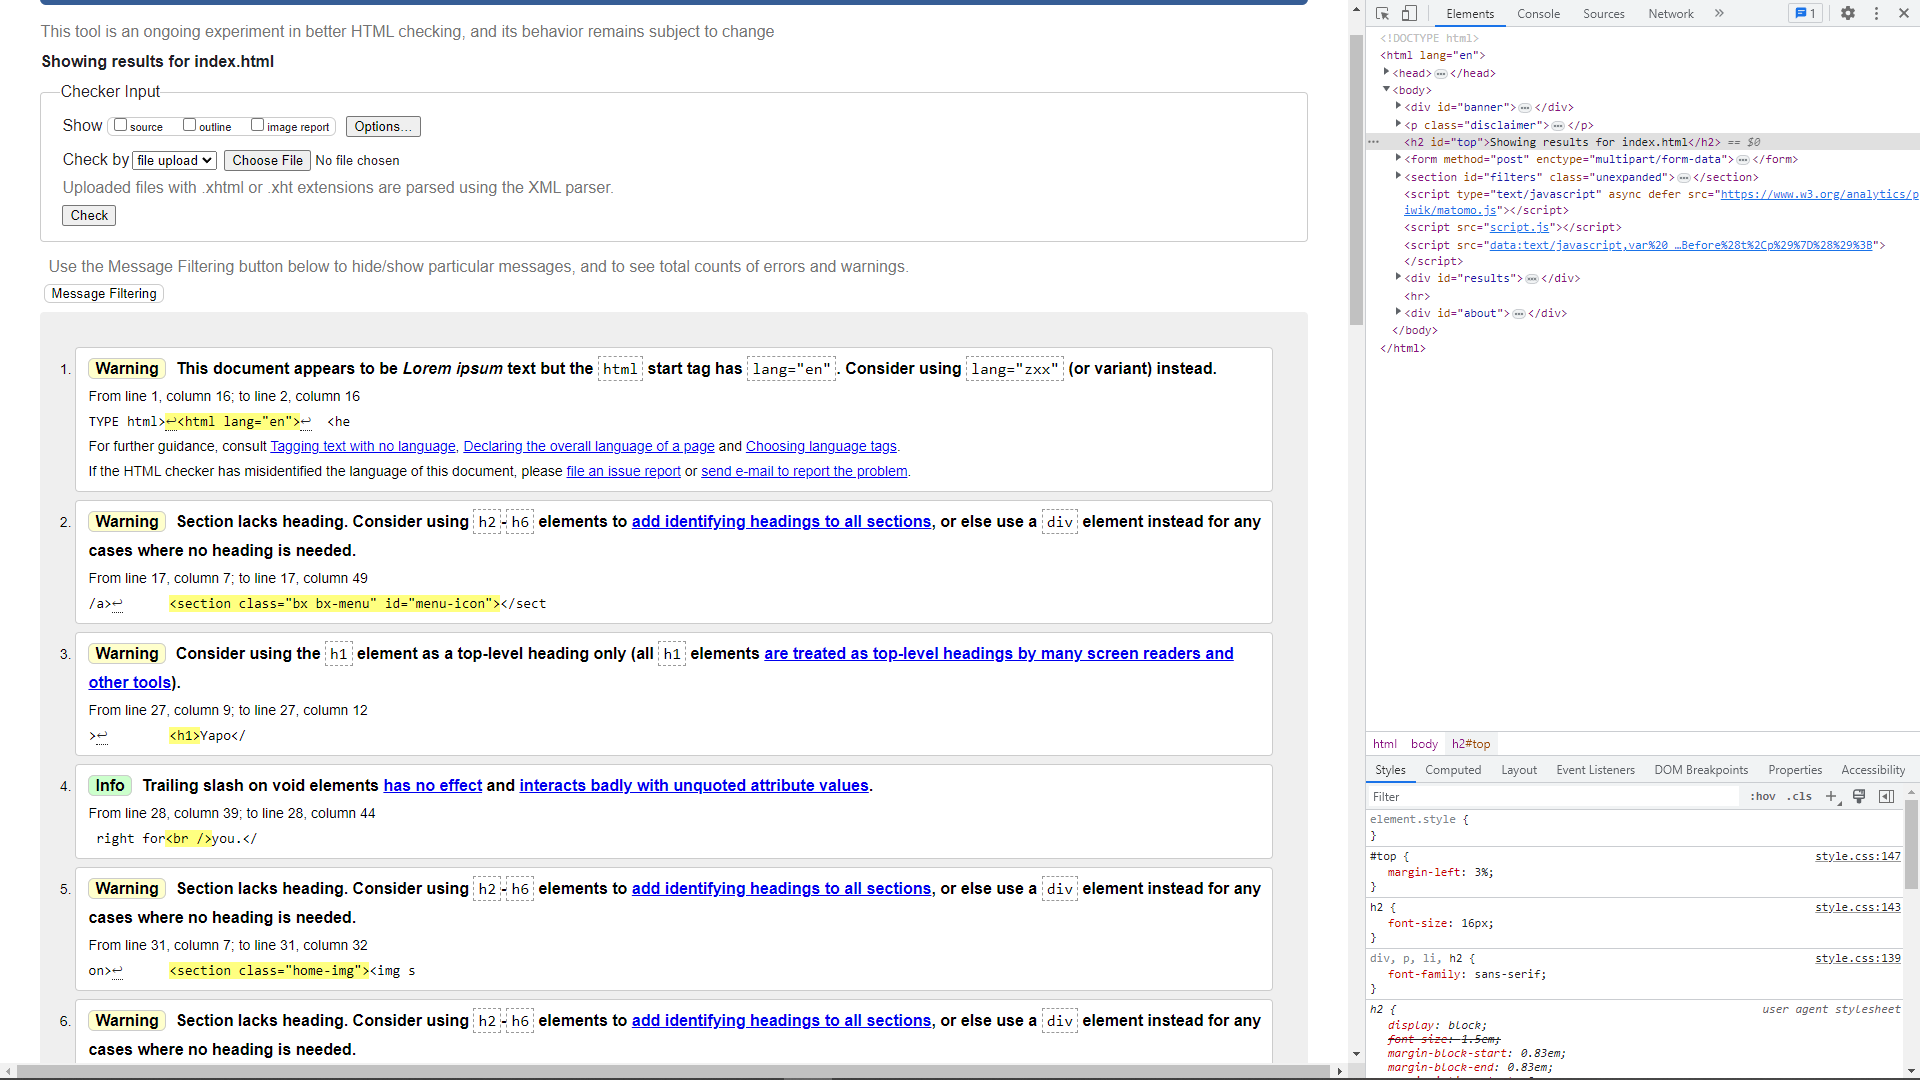 This tool is an ongoing experiment in better HTML checking, and its behavior remains subject to change
Showing results for index.html
Checker Input
Show source outline image report Options...
Check by file upload Choose File No file chosen
Uploaded files with .xhtml or .xht extensions are parsed using the XML parser.
Check
Use the Message Filtering button below to hide/show particular messages, and to see total counts of errors and warnings.
Message Filtering
1. Warning This document appears to be Lorem ipsum text but the html start tag has lang="en". Consider using lang="zxx" (or variant) instead.
From line 1, column 16; to line 2, column 16
TYPE html>↩<html lang="en">↩ <he
For further guidance, consult Tagging text with no language, Declaring the overall language of a page and Choosing language tags.
If the HTML checker has misidentified the language of this document, please file an issue report or send e-mail to report the problem.
2. Warning Section lacks heading. Consider using h2-h6 elements to add identifying headings to all sections, or else use a div element instead for any
cases where no heading is needed.
From line 17, column 7; to line 17, column 49
/a>↩ <section class="bx bx-menu" id="menu-icon"></sect
3. Warning Consider using the h1 element as a top-level heading only (all h1 elements are treated as top-level headings by many screen readers and
other tools).
From line 27, column 9; to line 27, column 12
>↩ <h1>Yapo</
4. Info Trailing slash on void elements has no effect and interacts badly with unquoted attribute values.
From line 28, column 39; to line 28, column 44
right for<br />you.</
5. Warning Section lacks heading. Consider using h2-h6 elements to add identifying headings to all sections, or else use a div element instead for any
cases where no heading is needed.
From line 31, column 7; to line 31, column 32
on>↩ <section class="home-img"><img s
6. Warning Section lacks heading. Consider using h2-h6 elements to add identifying headings to all sections, or else use a div element instead for any
cases where no heading is needed.
Elements Console Sources Network » 1
<!DOCTYPE html>
<html lang="en">
<head>…</head>
<body>
<div id="banner">…</div>
<p class="disclaimer">…</p>
… <h2 id="top">Showing results for index.html</h2> == $0
<form method="post" enctype="multipart/form-data">…</form>
<section id="filters" class="unexpanded">…</section>
<script type="text/javascript" async defer src="https://www.w3.org/analytics/p
iwik/matomo.js"></script>
<script src="script.js"></script>
<script src="data:text/javascript,var%20 …Before%28t%2Cp%29%7D%28%29%3B">
</script>
<div id="results">…</div>
<hr>
<div id="about">…</div>
</body>
</html>
html body h2#top
Styles Computed Layout Event Listeners DOM Breakpoints Properties Accessibility
Filter :hov .cls +
element.style {
}
#top { style.css:147
margin-left: 3%;
}
h2 { style.css:143
font-size: 16px;
}
div, p, li, h2 { style.css:139
font-family: sans-serif;
}
h2 { user agent stylesheet
display: block;
font-size: 1.5em;
margin-block-start: 0.83em;
margin-block-end: 0.83em;